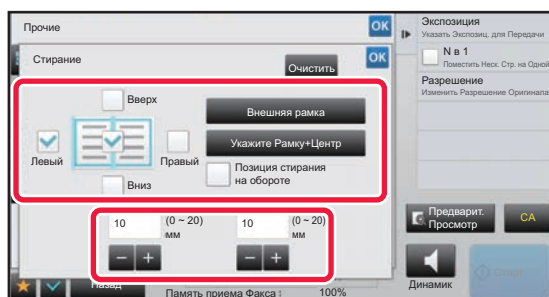 Прочие
OK
Экспозиция
Указать Экспозиц. для Передачи
Стирание
Очистить
OK
N в 1
Поместить Неск. Стр. на Одной
Разрешение
Изменить Разрешение Оригинала
Вверх
Внешняя рамка
Укажите Рамку+Центр
Левый
Правый
Позиция стирания
на обороте
Вниз
10
(0 ~ 20)
мм
10
(0 ~ 20)
мм
Предварит.
Просмотр
CA
Назад
Память приема Факса
100%
Динамик
Старт